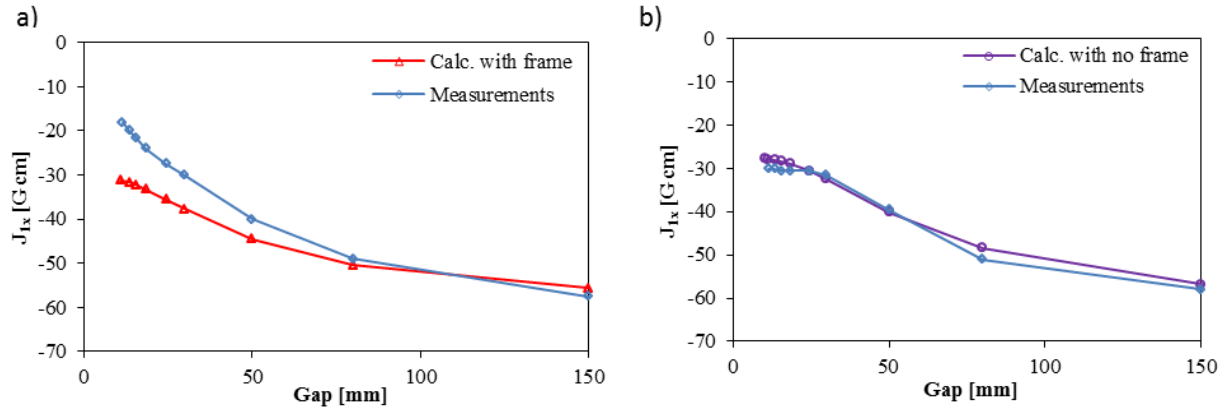 a)
0
-10
-20
-30
-40
-50
-60
-70
J1x [G·cm]
Calc. with frame
Measurements
0 50 100 150
Gap [mm]
b)
0
-10
-20
-30
-40
-50
-60
-70
J1x [G·cm]
Calc. with no frame
Measurements
0 50 100 150
Gap [mm]